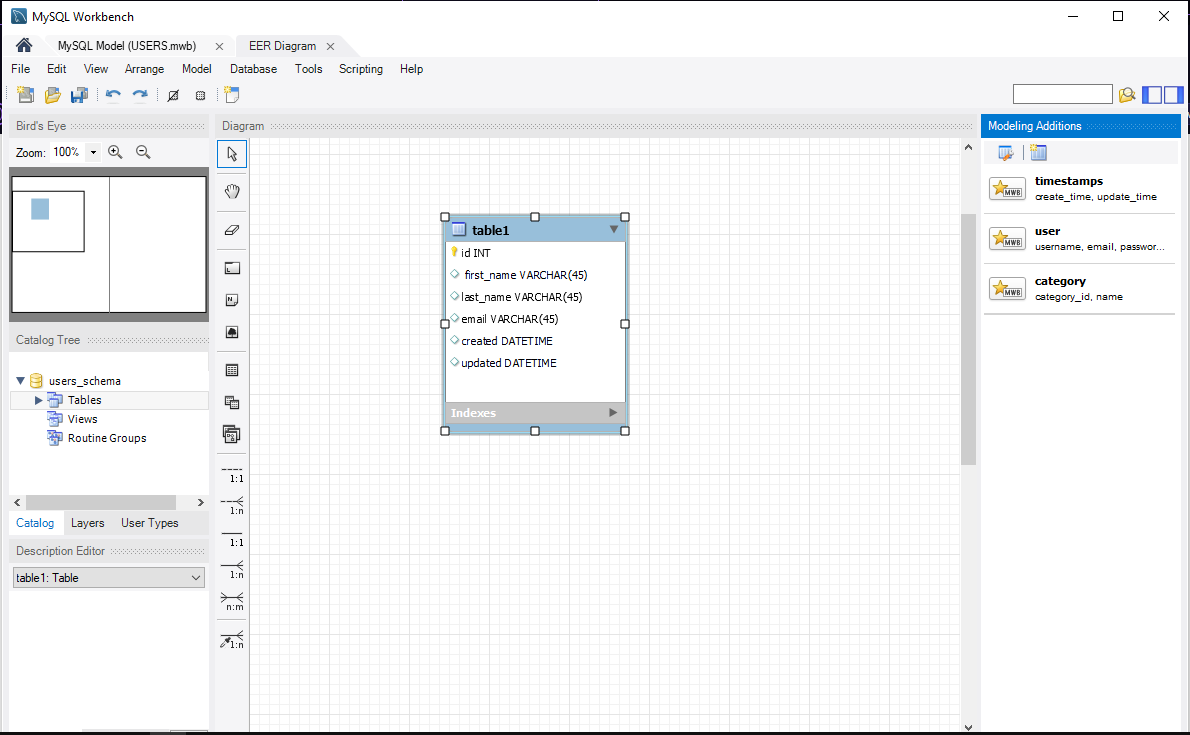 MySQL Workbench
MySQL Model (USERS.mwb)
EER Diagram
File Edit View Arrange Model Database Tools Scripting Help
Bird's Eye
Zoom: 100%
Catalog Tree
users_schema
Tables
Views
Routine Groups
Catalog Layers User Types
Description Editor
table1: Table
Diagram
1:1
1:n
1:1
1:n
n:m
1:n
table1
id INT
first_name VARCHAR(45)
last_name VARCHAR(45)
email VARCHAR(45)
created DATETIME
updated DATETIME
Indexes
Modeling Additions
MWB
timestamps
create_time, update_time
MWB
user
username, email, passwor...
MWB
category
category_id, name